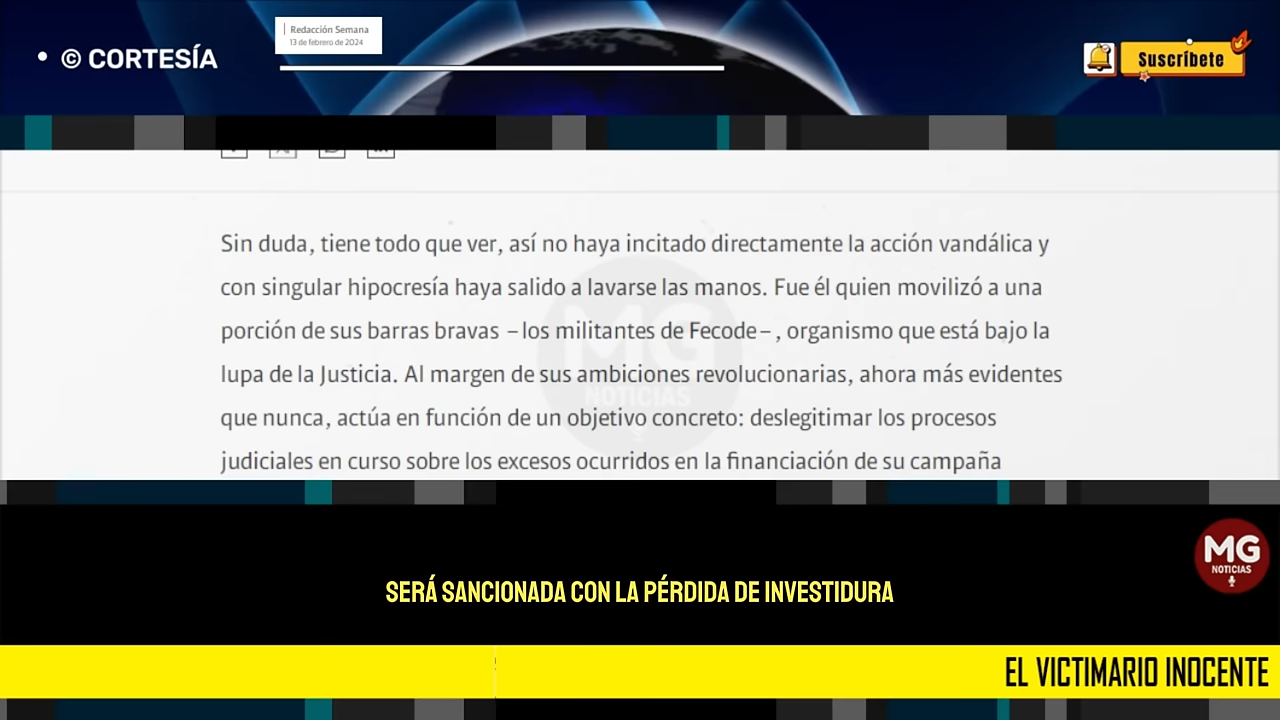 © CORTESÍA
Redacción Semana
13 de febrero de 2024
Suscríbete
Sin duda, tiene todo que ver, así no haya incitado directamente la acción vandálica y
con singular hipocresía haya salido a lavarse las manos. Fue él quien movilizó a una
porción de sus barras bravas –los militantes de Fecode– , organismo que está bajo la
lupa de la Justicia. Al margen de sus ambiciones revolucionarias, ahora más evidentes
que nunca, actúa en función de un objetivo concreto: deslegitimar los procesos
judiciales en curso sobre los excesos ocurridos en la financiación de su campaña
MG
NOTICIAS
MG
NOTICIAS
SERÁ SANCIONADA CON LA PÉRDIDA DE INVESTIDURA
EL VICTIMARIO INOCENTE